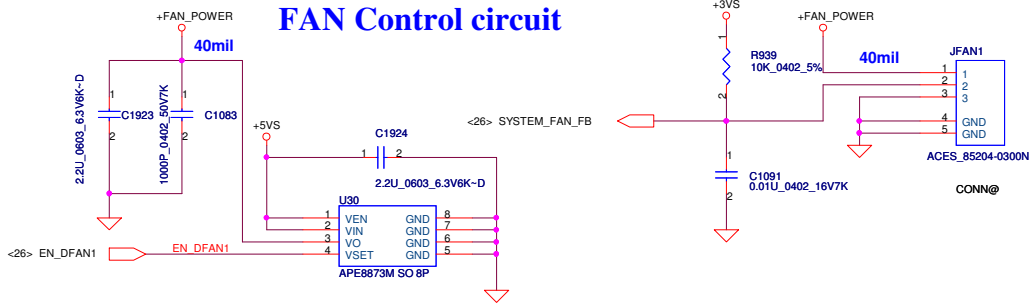 FAN Control circuit
+FAN_POWER
40mil
1
2
C1923
2.2U_0603_6.3V6K~D
1
2
C1083
1000P_0402_50V7K
+5VS
C1924
1
2
2.2U_0603_6.3V6K~D
U30
1 VEN GND 8
2 VIN GND 7
3 VO GND 6
4 VSET GND 5
APE8873M SO 8P
<26> EN_DFAN1
EN_DFAN1
+3VS
1
R939
10K_0402_5%
2
<26> SYSTEM_FAN_FB
1
C1091
0.01U_0402_16V7K
2
+FAN_POWER
40mil
JFAN1
1 1
2 2
3 3
4 GND
5 GND
ACES_85204-0300N
CONN@